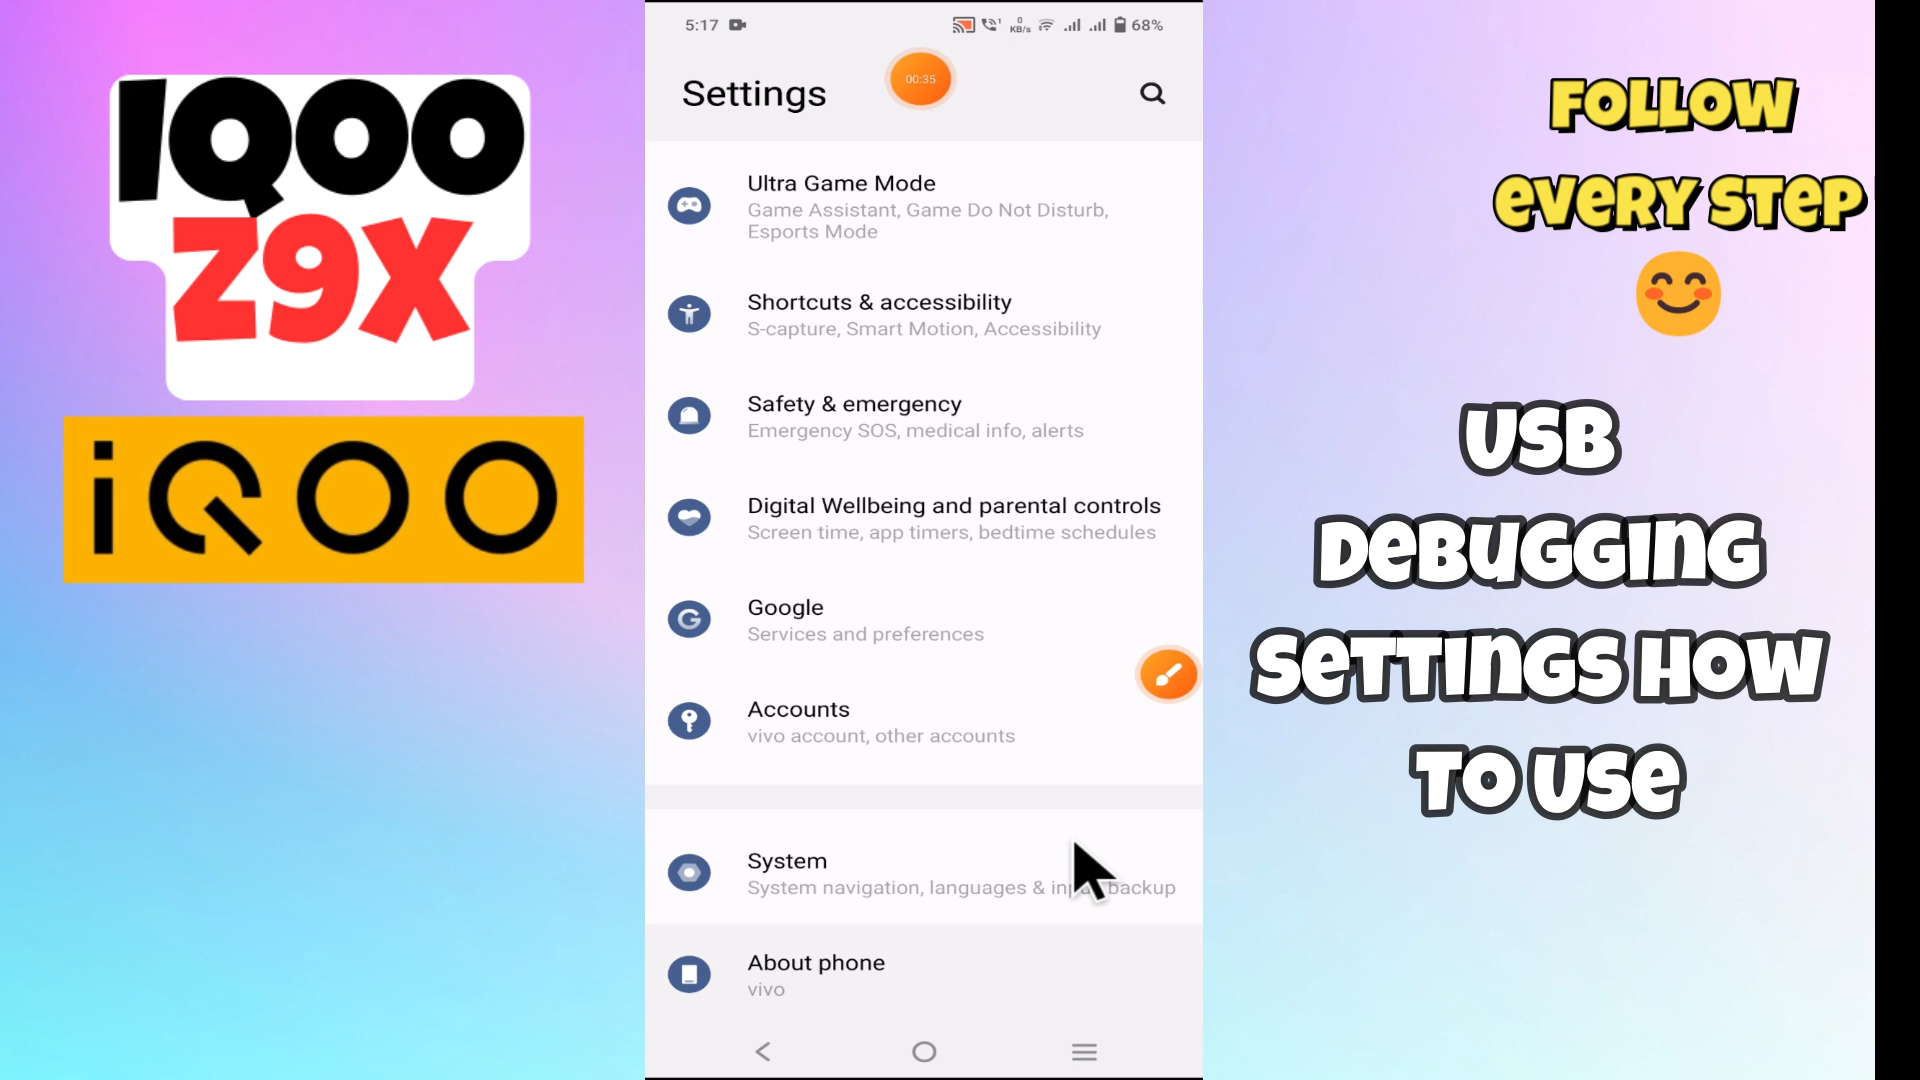 IQOO
Z9X
iQOO
5:17
0
KB/s
68%
Settings
00:35
Ultra Game Mode
Game Assistant, Game Do Not Disturb,
Esports Mode
Shortcuts & accessibility
S-capture, Smart Motion, Accessibility
Safety & emergency
Emergency SOS, medical info, alerts
Digital Wellbeing and parental controls
Screen time, app timers, bedtime schedules
Google
Services and preferences
Accounts
vivo account, other accounts
System
System navigation, languages & backup
About phone
vivo
FOLLOW
EVERY STEP
USB
DEBUGGING
SETTINGS HOW
TO USE